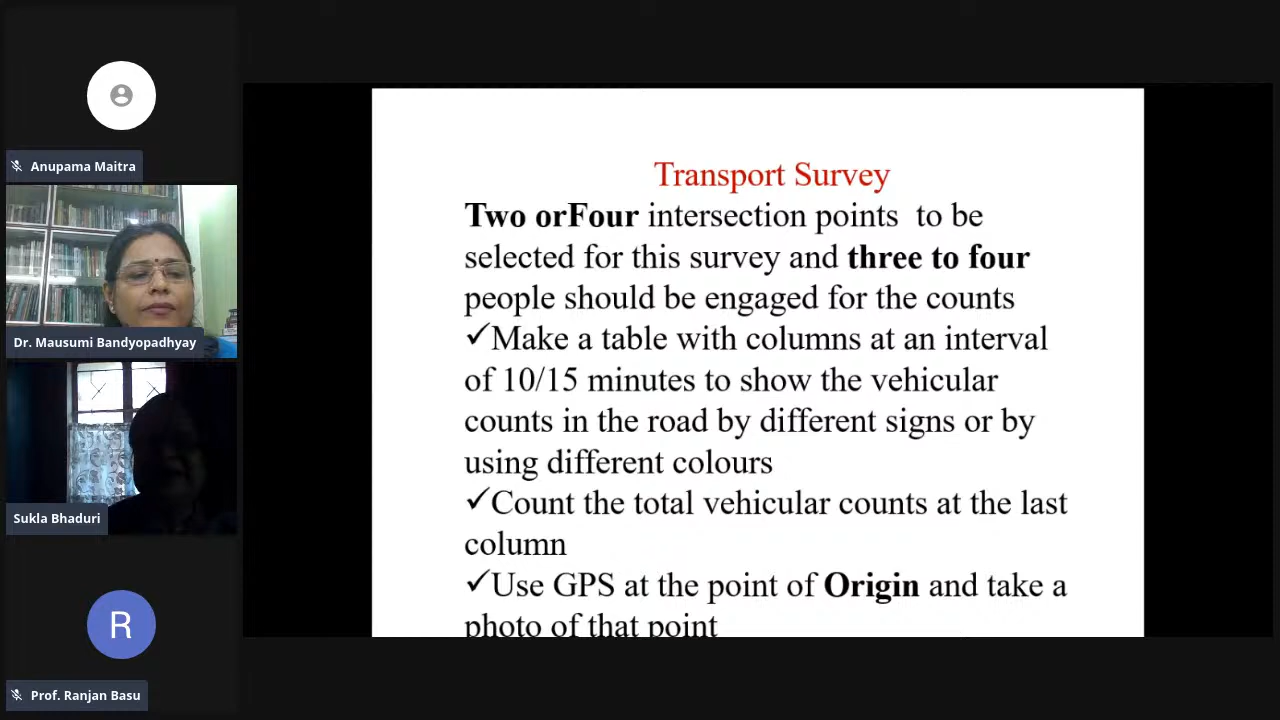 Anupama Maitra
Dr. Mausumi Bandyopadhyay
Sukla Bhaduri
R
Prof. Ranjan Basu
Transport Survey
Two orFour intersection points to be
selected for this survey and three to four
people should be engaged for the counts
✓Make a table with columns at an interval
of 10/15 minutes to show the vehicular
counts in the road by different signs or by
using different colours
✓Count the total vehicular counts at the last
column
✓Use GPS at the point of Origin and take a
photo of that point